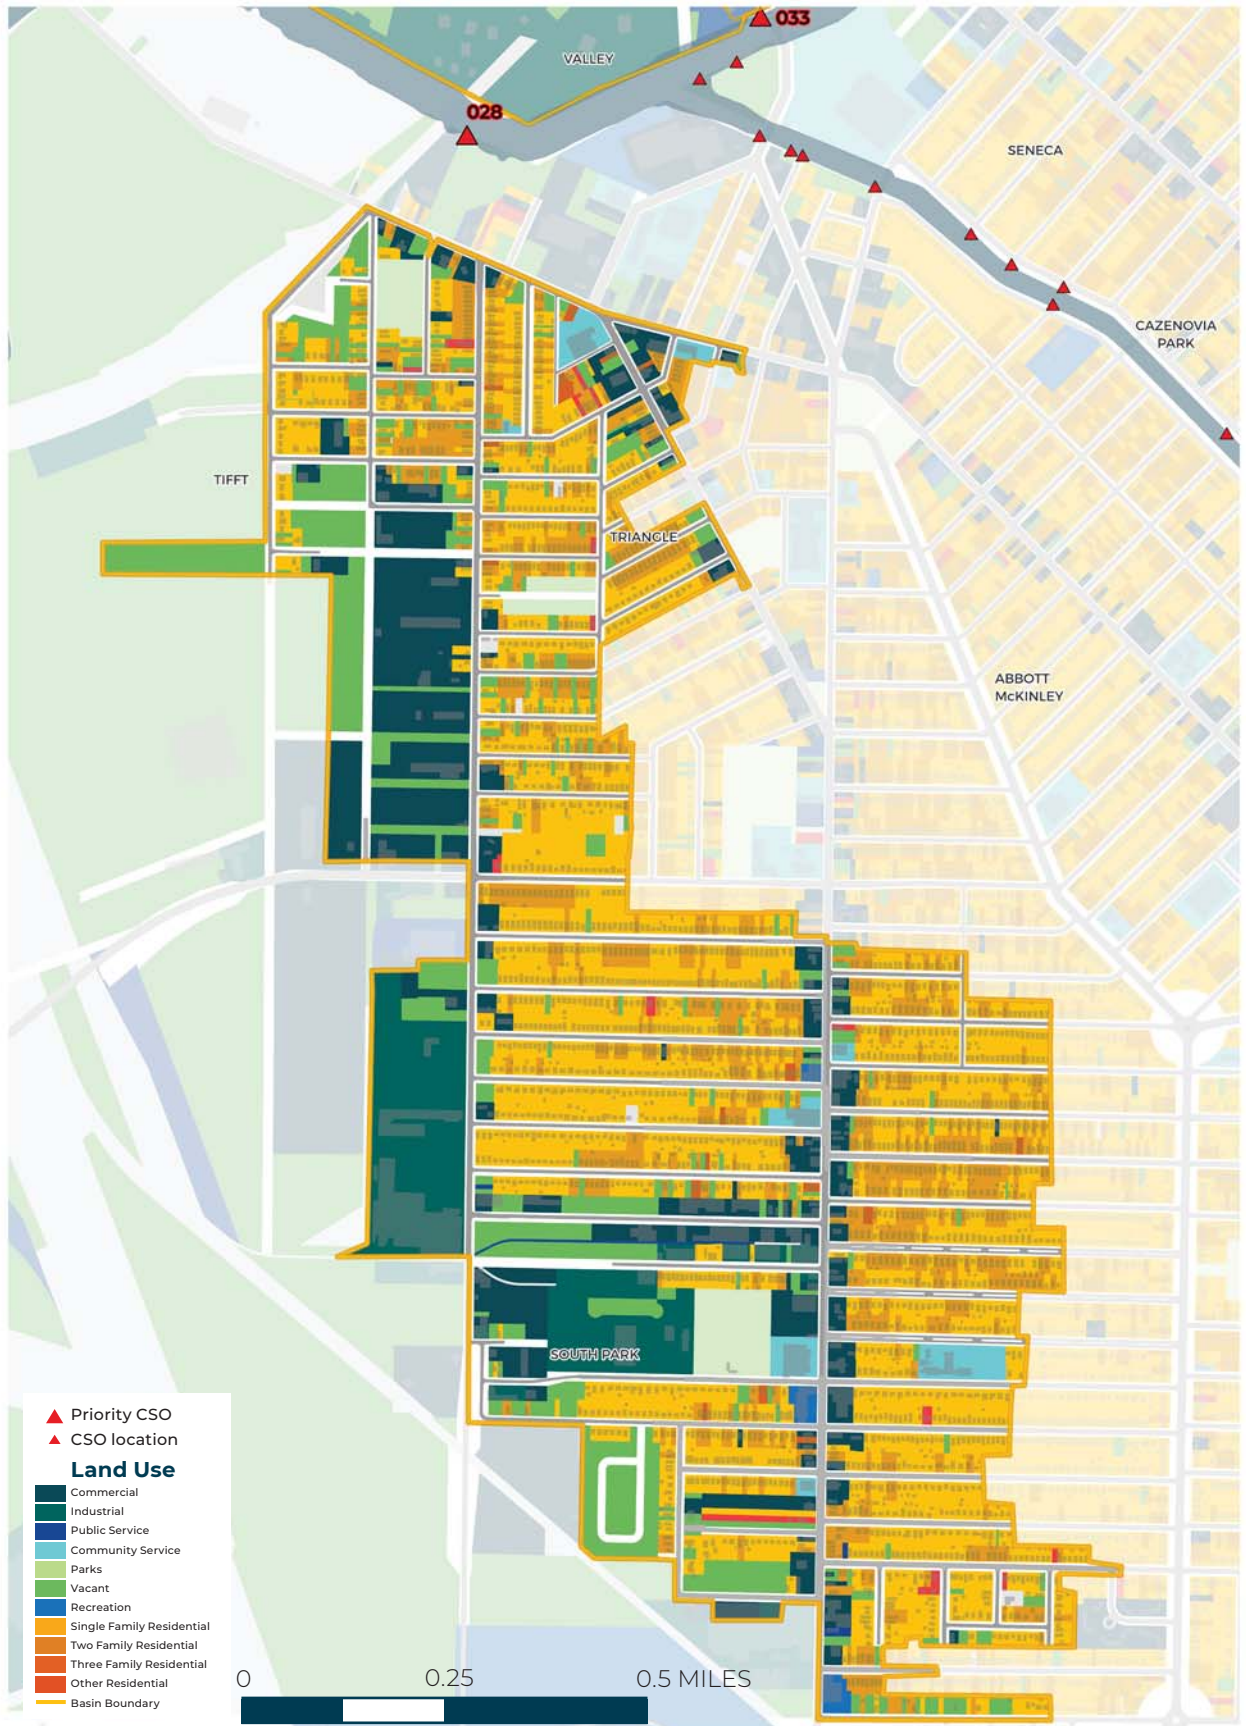 033
VALLEY
028
SENECA
CAZENOVIA
PARK
TIFFT
TRIANGLE
ABBOTT
McKINLEY
SOUTH PARK
Priority CSO
CSO location
Land Use
Commercial
Industrial
Public Service
Community Service
Parks
Vacant
Recreation
Single Family Residential
Two Family Residential
Three Family Residential
Other Residential
Basin Boundary
0 0.25 0.5 MILES